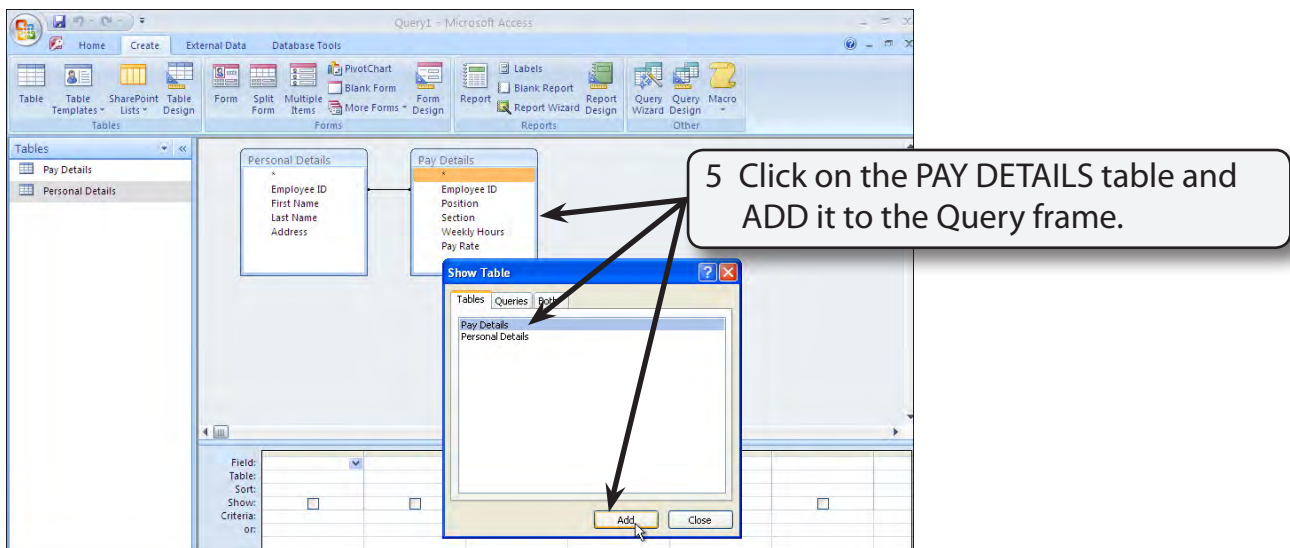 Query1 - Microsoft Access
Home Create External Data Database Tools
Table Table Templates SharePoint Lists Table Design
Tables
Form Split Form Multiple Items PivotChart Blank Form More Forms Form Design
Forms
Report Labels Blank Report Report Wizard Report Design
Reports
Query Wizard Query Design Macro
Other
Tables
Pay Details
Personal Details
Personal Details
*
Employee ID
First Name
Last Name
Address
Pay Details
*
Employee ID
Position
Section
Weekly Hours
Pay Rate
5 Click on the PAY DETAILS table and
ADD it to the Query frame.
Show Table
Tables Queries Both
Pay Details
Personal Details
Add Close
Field:
Table:
Sort:
Show:
Criteria:
or: